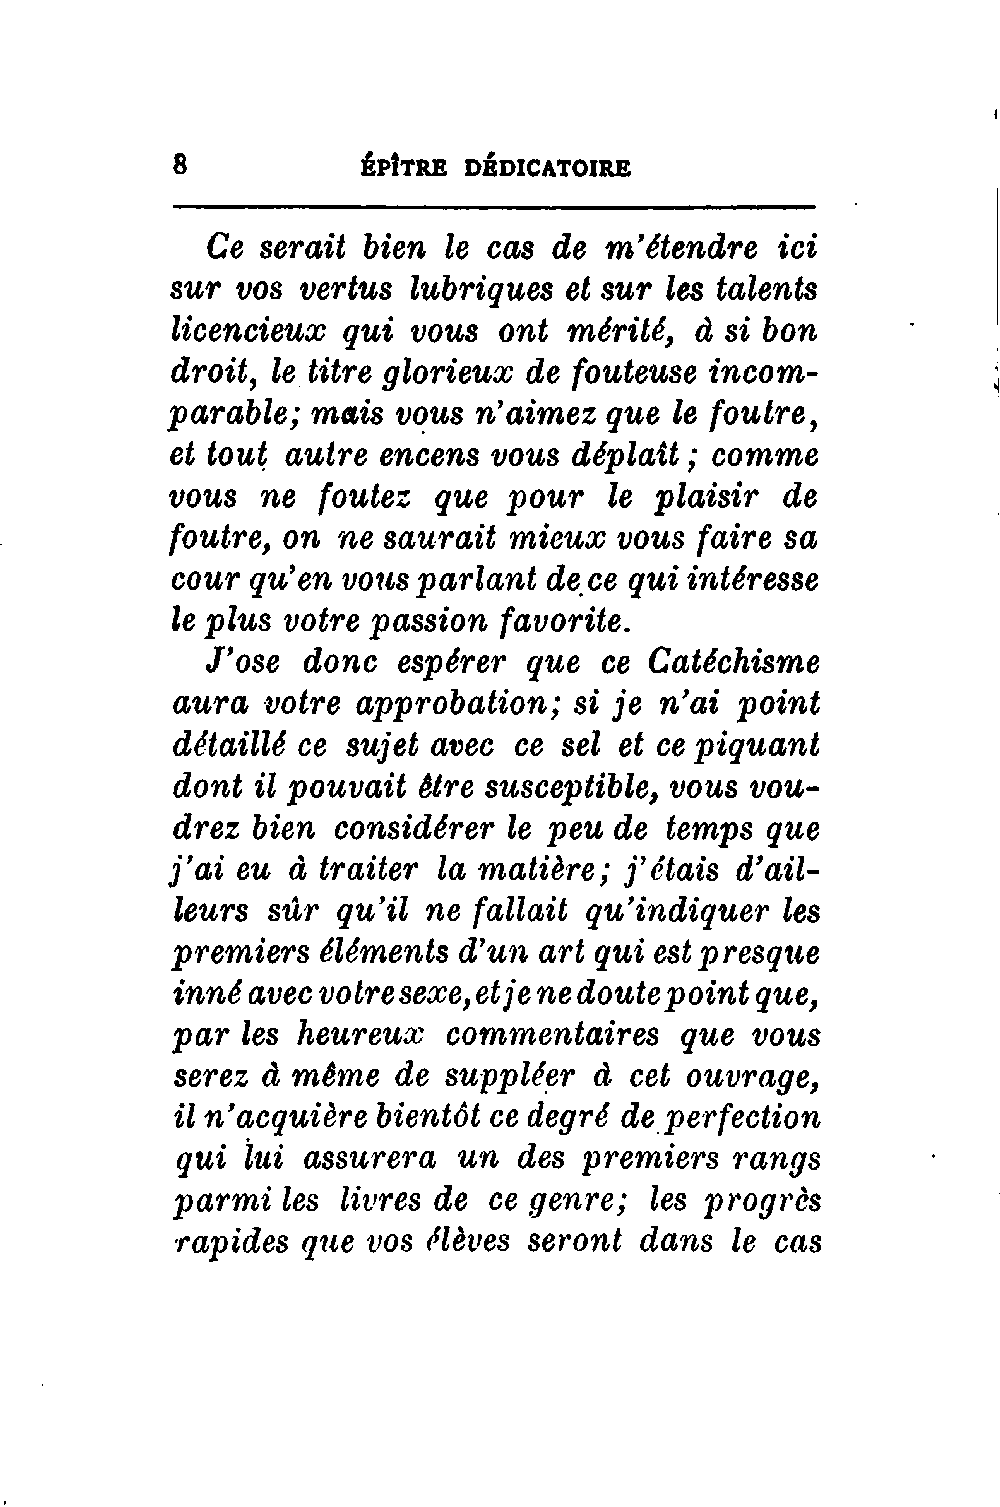 8 ÉPÎTRE DÉDICATOIRE
Ce serait bien le cas de m'étendre ici
sur vos vertus lubriques et sur les talents
licencieux qui vous ont mérité, à si bon
droit, le titre glorieux de fouteuse incom-
parable; mais vous n'aimez que le foutre,
et tout autre encens vous déplaît ; comme
vous ne foutez que pour le plaisir de
foutre, on ne saurait mieux vous faire sa
cour qu'en vous parlant de ce qui intéresse
le plus votre passion favorite.
J'ose donc espérer que ce Catéchisme
aura votre approbation; si je n'ai point
détaillé ce sujet avec ce sel et ce piquant
dont il pouvait être susceptible, vous vou-
drez bien considérer le peu de temps que
j'ai eu à traiter la matière; j'étais d'ail-
leurs sûr qu'il ne fallait qu'indiquer les
premiers éléments d'un art qui est presque
inné avec votre sexe, et je ne doute point que,
par les heureux commentaires que vous
serez à même de suppléer à cet ouvrage,
il n'acquière bientôt ce degré de perfection
qui lui assurera un des premiers rangs
parmi les livres de ce genre; les progrès
rapides que vos élèves seront dans le cas